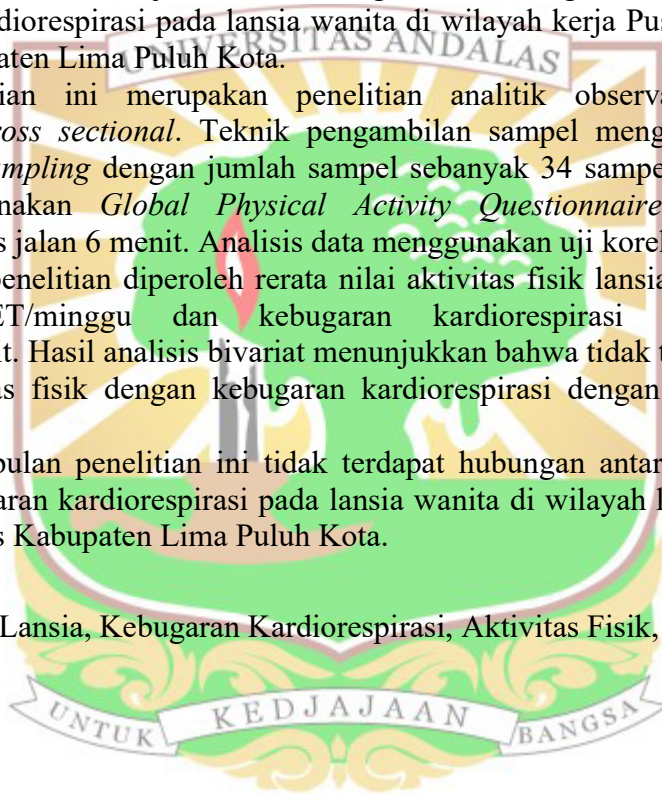 diorespirasi pada lansia wanita di wilayah kerja Pus
aten Lima Puluh Kota.
UNIVERSITAS ANDALAS
ian ini merupakan penelitian analitik observa
ross sectional. Teknik pengambilan sampel meng
mpling dengan jumlah sampel sebanyak 34 sampe
nakan Global Physical Activity Questionnaire
s jalan 6 menit. Analisis data menggunakan uji korel
penelitian diperoleh rerata nilai aktivitas fisik lansia
ET/minggu dan kebugaran kardiorespirasi
t. Hasil analisis bivariat menunjukkan bahwa tidak t
as fisik dengan kebugaran kardiorespirasi dengan
pulan penelitian ini tidak terdapat hubungan antar
aran kardiorespirasi pada lansia wanita di wilayah k
s Kabupaten Lima Puluh Kota.
Lansia, Kebugaran Kardiorespirasi, Aktivitas Fisik,
UNTUK KEDJAJAAN BANGSA